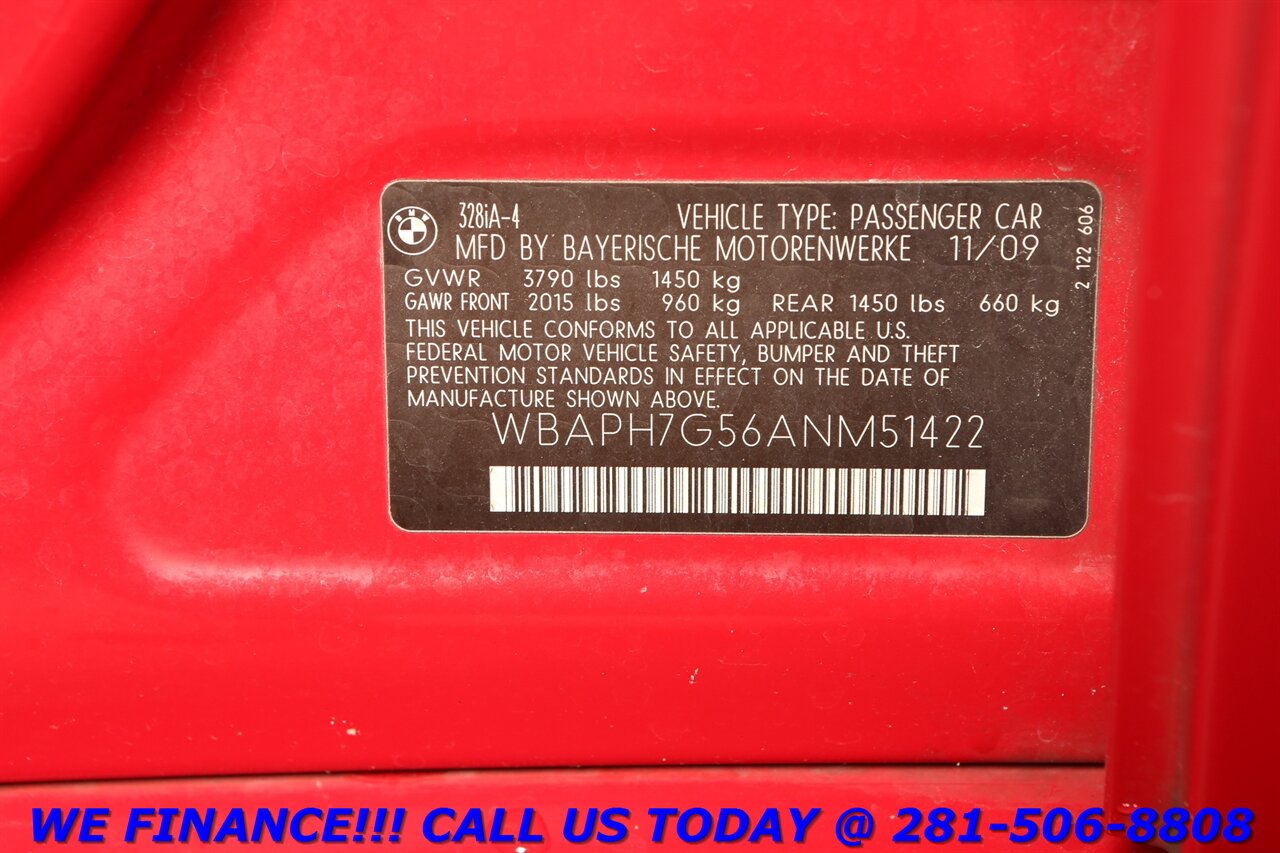 BMW
328iA-4 VEHICLE TYPE: PASSENGER CAR
MFD BY BAYERISCHE MOTORENWERKE 11/09
GVWR 3790 lbs 1450 kg
GAWR FRONT 2015 lbs 960 kg REAR 1450 lbs 660 kg
THIS VEHICLE CONFORMS TO ALL APPLICABLE U.S.
FEDERAL MOTOR VEHICLE SAFETY, BUMPER AND THEFT
PREVENTION STANDARDS IN EFFECT ON THE DATE OF
MANUFACTURE SHOWN ABOVE.
WBAPH7G56ANM51422
2 122 606
WE FINANCE!!! CALL US TODAY @ 281-506-8808